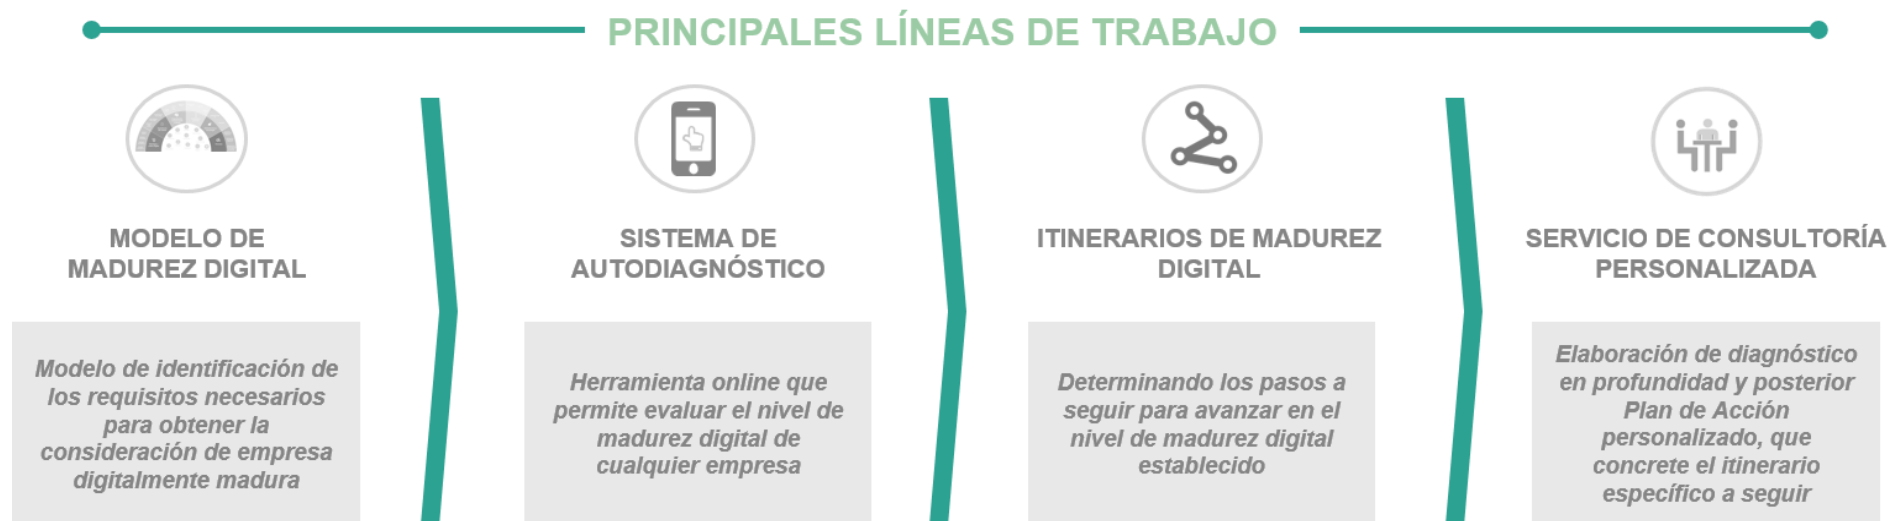 PRINCIPALES LÍNEAS DE TRABAJO
MODELO DE
MADUREZ DIGITAL
Modelo de identificación de
los requisitos necesarios
para obtener la
consideración de empresa
digitalmente madura
SISTEMA DE
AUTODIAGNÓSTICO
Herramienta online que
permite evaluar el nivel de
madurez digital de
cualquier empresa
ITINERARIOS DE MADUREZ
DIGITAL
Determinando los pasos a
seguir para avanzar en el
nivel de madurez digital
establecido
SERVICIO DE CONSULTORÍA
PERSONALIZADA
Elaboración de diagnóstico
en profundidad y posterior
Plan de Acción
personalizado, que
concrete el itinerario
específico a seguir